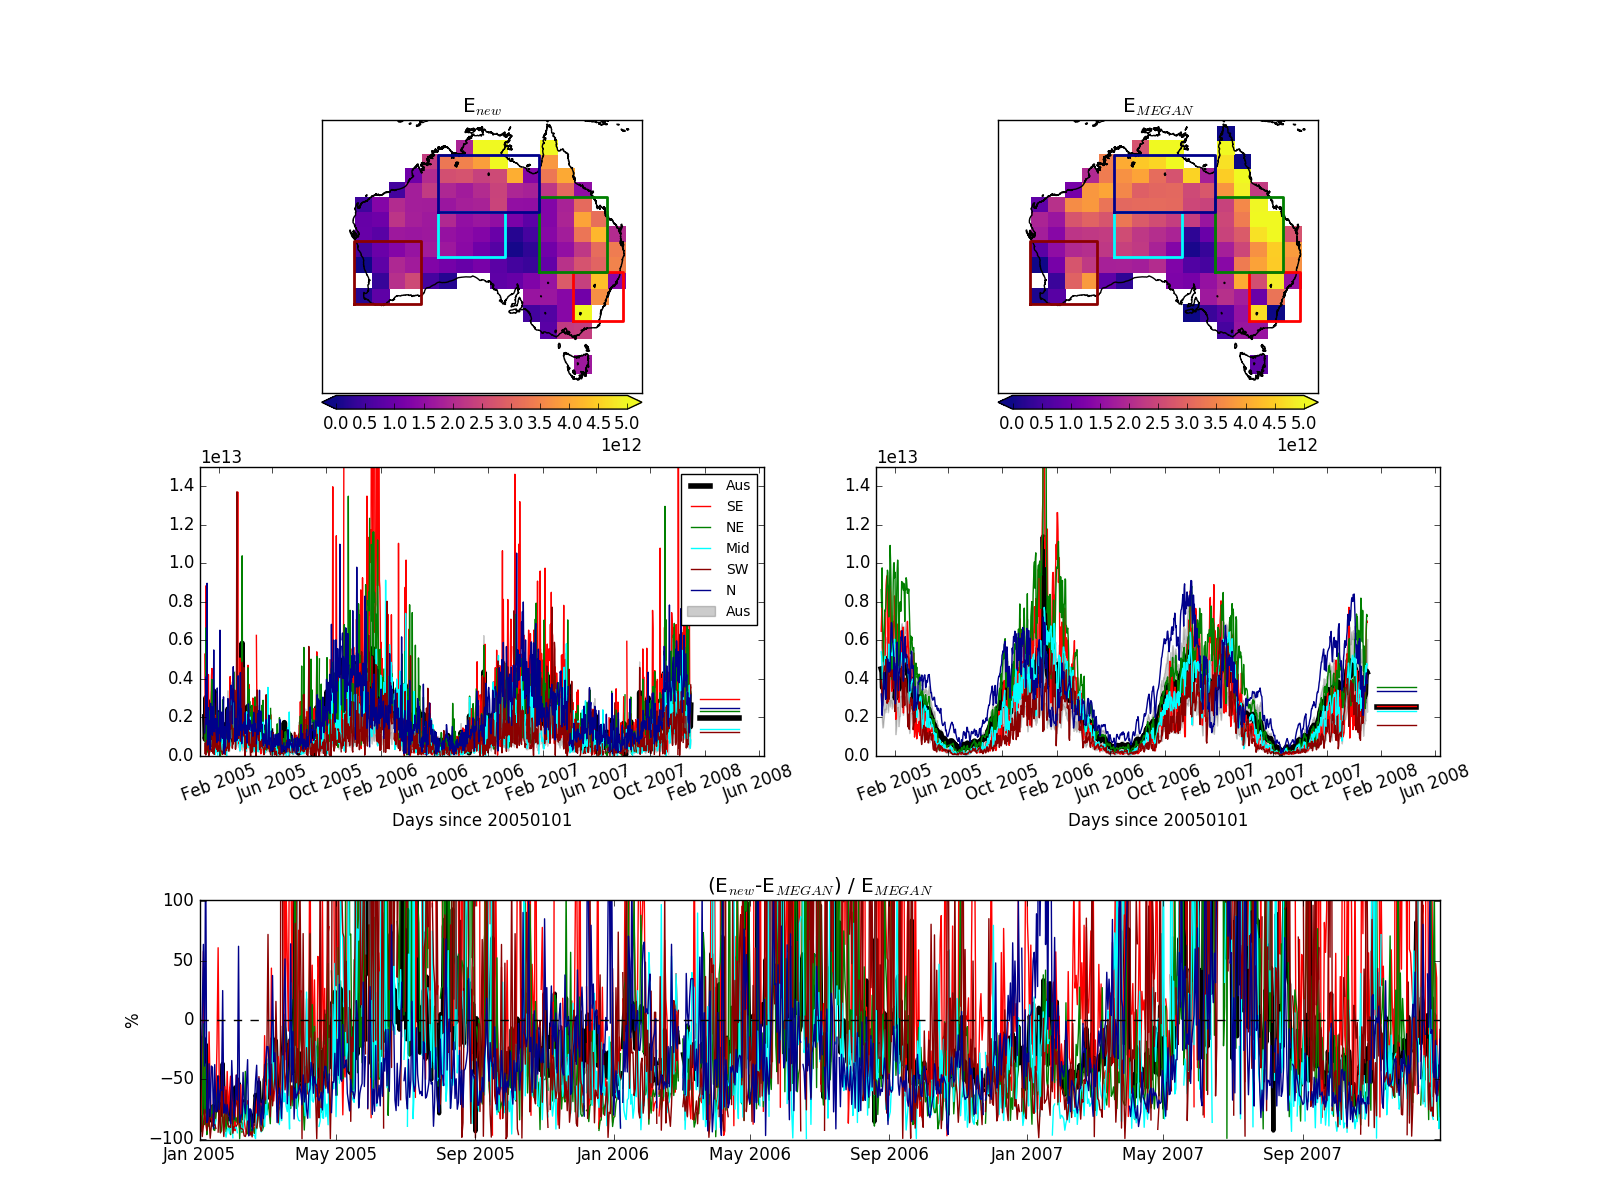 E_new E_MEGAN
0.0 0.5 1.0 1.5 2.0 2.5 3.0 3.5 4.0 4.5 5.0 0.0 0.5 1.0 1.5 2.0 2.5 3.0 3.5 4.0 4.5 5.0
1e12 1e12
1e13
1.4
1.2
1.0
0.8
0.6
0.4
0.2
0.0
Aus
SE
NE
Mid
SW
N
Aus
Feb 2005 Jun 2005 Oct 2005 Feb 2006 Jun 2006 Oct 2006 Feb 2007 Jun 2007 Oct 2007 Feb 2008 Jun 2008
Days since 20050101
1e13
1.4
1.2
1.0
0.8
0.6
0.4
0.2
0.0
Feb 2005 Jun 2005 Oct 2005 Feb 2006 Jun 2006 Oct 2006 Feb 2007 Jun 2007 Oct 2007 Feb 2008 Jun 2008
Days since 20050101
(E_new-E_MEGAN) / E_MEGAN
%
100
50
0
−50
−100
Jan 2005 May 2005 Sep 2005 Jan 2006 May 2006 Sep 2006 Jan 2007 May 2007 Sep 2007